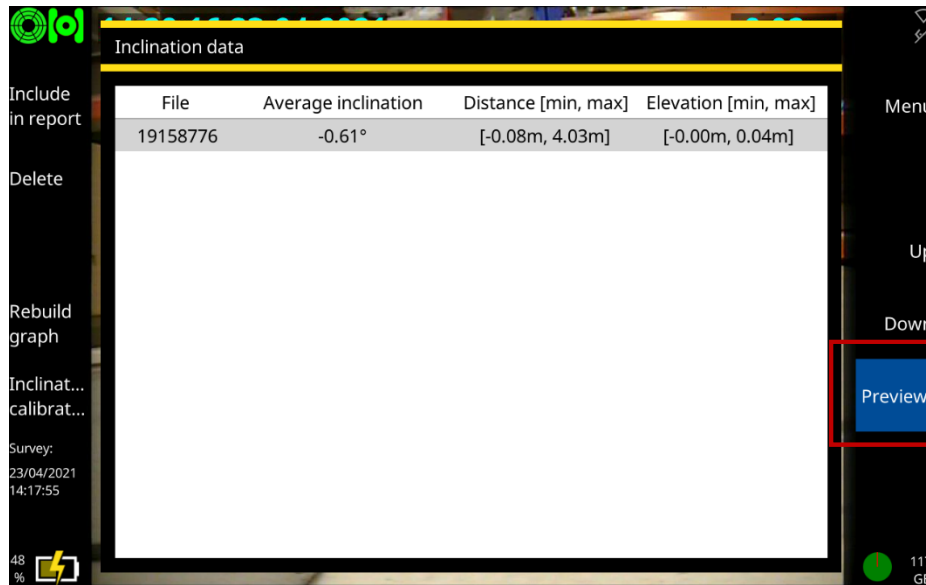 Inclination data
Include
in report
Delete
Rebuild
graph
Inclinat...
calibrat...
Survey:
23/04/2021
14:17:55
48
%
File Average inclination Distance [min, max] Elevation [min, max]
19158776 -0.61° [-0.08m, 4.03m] [-0.00m, 0.04m]
Menu
Up
Down
Preview